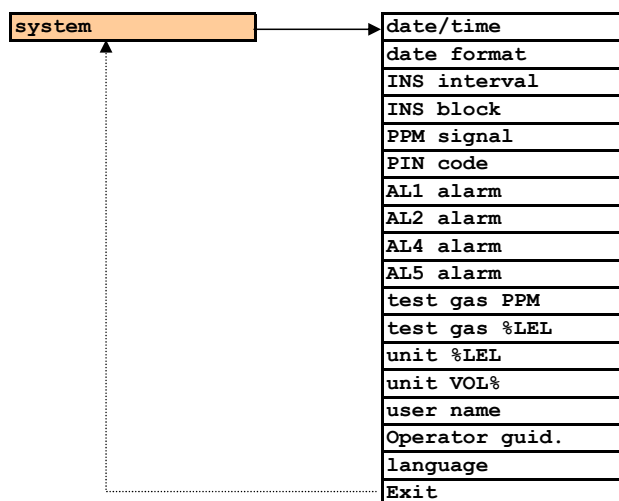 system
date/time
date format
INS interval
INS block
PPM signal
PIN code
AL1 alarm
AL2 alarm
AL4 alarm
AL5 alarm
test gas PPM
test gas %LEL
unit %LEL
unit VOL%
user name
Operator guid.
language
Exit